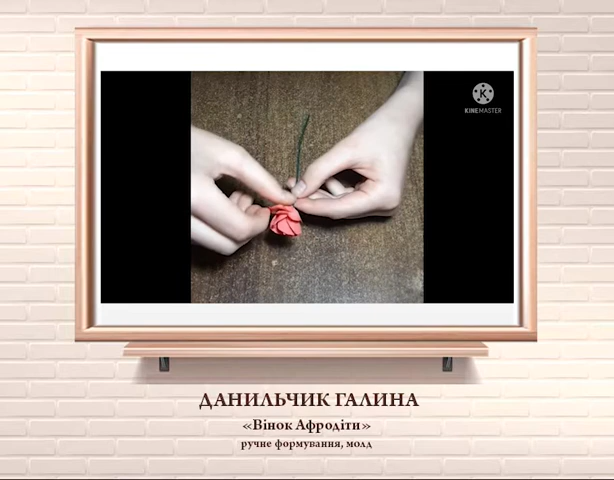 KINEMASTER
ДАНИЛЬЧИК ГАЛИНА
«Вінок Афродіти»
ручне формування, молд